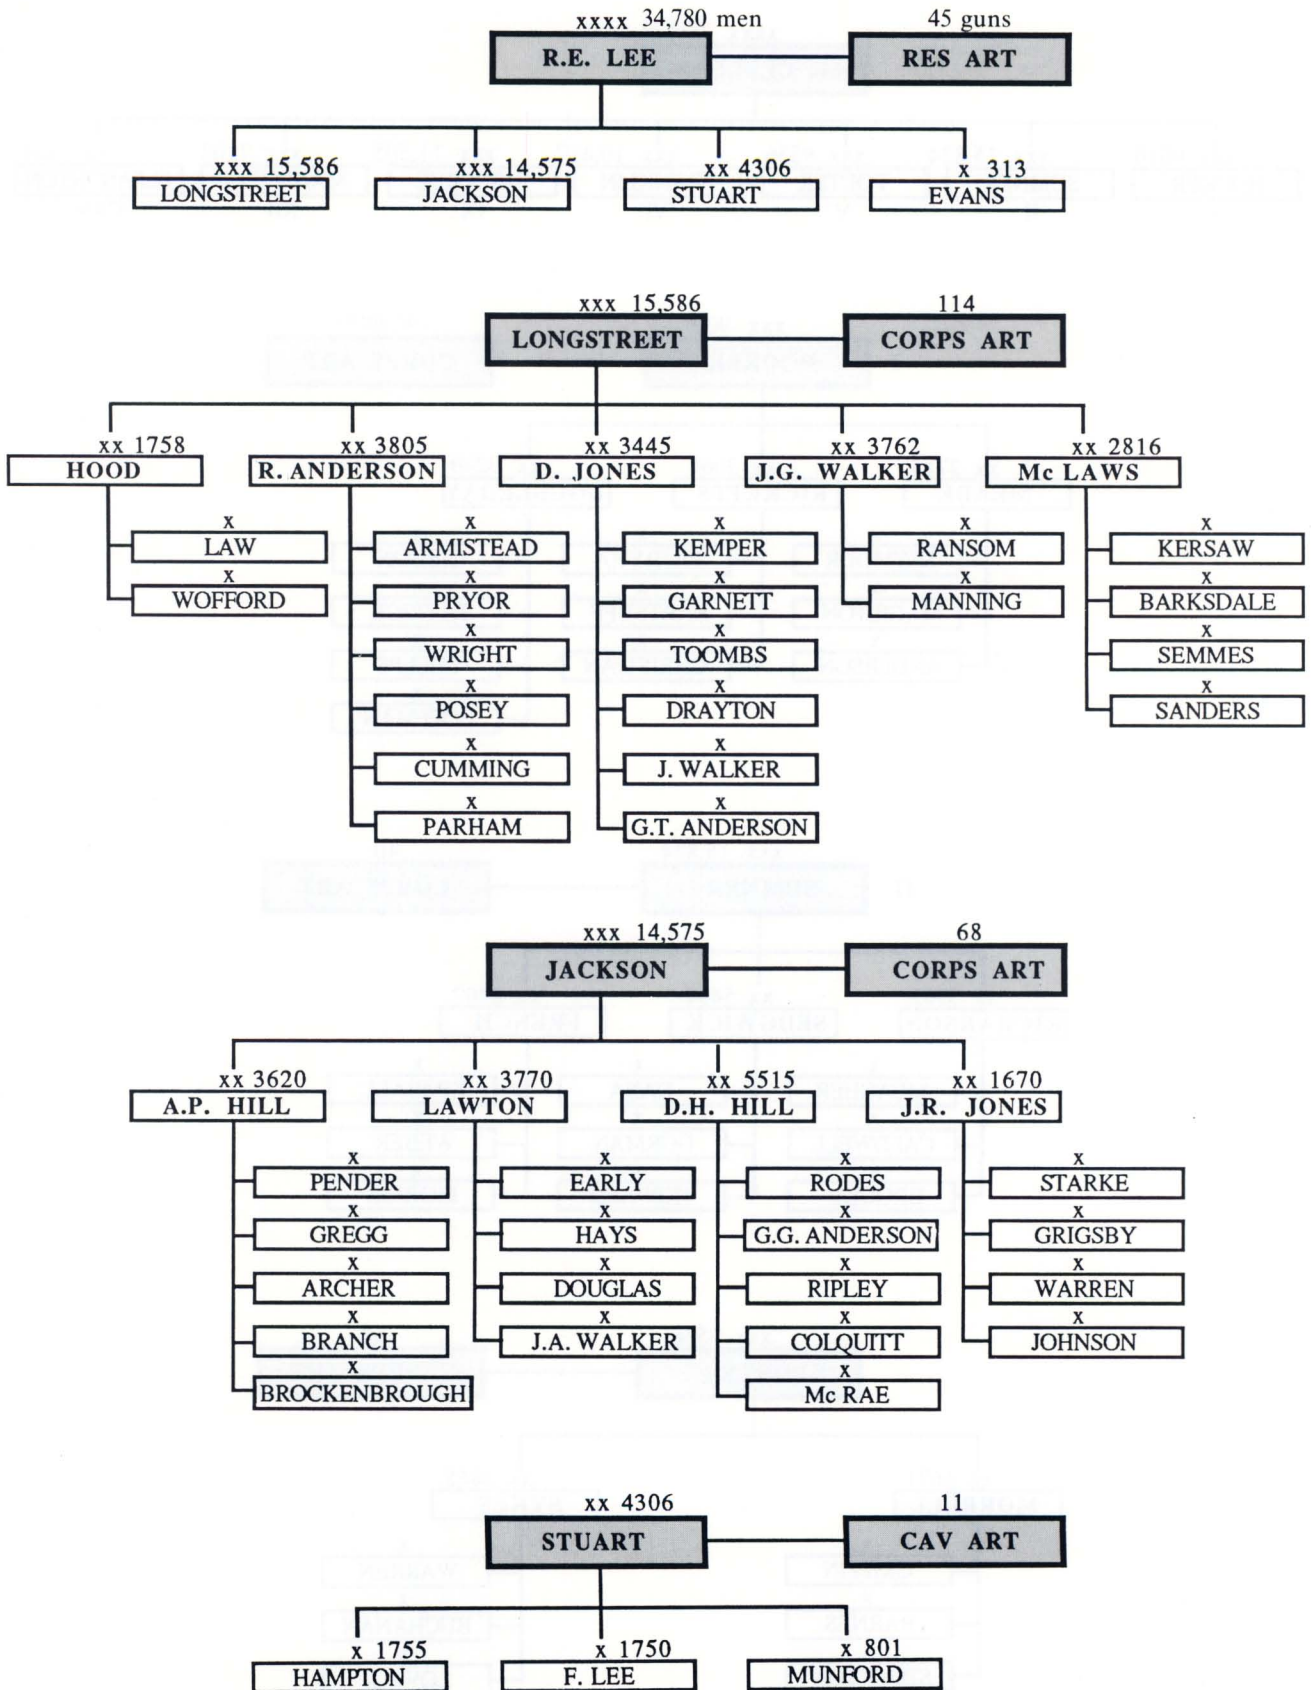 xxxx 34,780 men 45 guns
R.E. LEE RES ART
xxx 15,586 xxx 14,575 xx 4306 x 313
LONGSTREET JACKSON STUART EVANS
xxx 15,586 114
LONGSTREET CORPS ART
xx 1758 xx 3805 xx 3445 xx 3762 xx 2816
HOOD R. ANDERSON D. JONES J.G. WALKER Mc LAWS
x x x x x
LAW ARMISTEAD KEMPER RANSOM KERSAW
x x x x x
WOFFORD PRYOR GARNETT MANNING BARKSDALE
x x x
WRIGHT TOOMBS SEMMES
x x x
POSEY DRAYTON SANDERS
x x
CUMMING J. WALKER
x x
PARHAM G.T. ANDERSON
xxx 14,575 68
JACKSON CORPS ART
xx 3620 xx 3770 xx 5515 xx 1670
A.P. HILL LAWTON D.H. HILL J.R. JONES
x x x x
PENDER EARLY RODES STARKE
x x x x
GREGG HAYS G.G. ANDERSON GRIGSBY
x x x x
ARCHER DOUGLAS RIPLEY WARREN
x x x x
BRANCH J.A. WALKER COLQUITT JOHNSON
x x
BROCKENBROUGH Mc RAE
xx 4306 11
STUART CAV ART
x 1755 x 1750 x 801
HAMPTON F. LEE MUNFORD